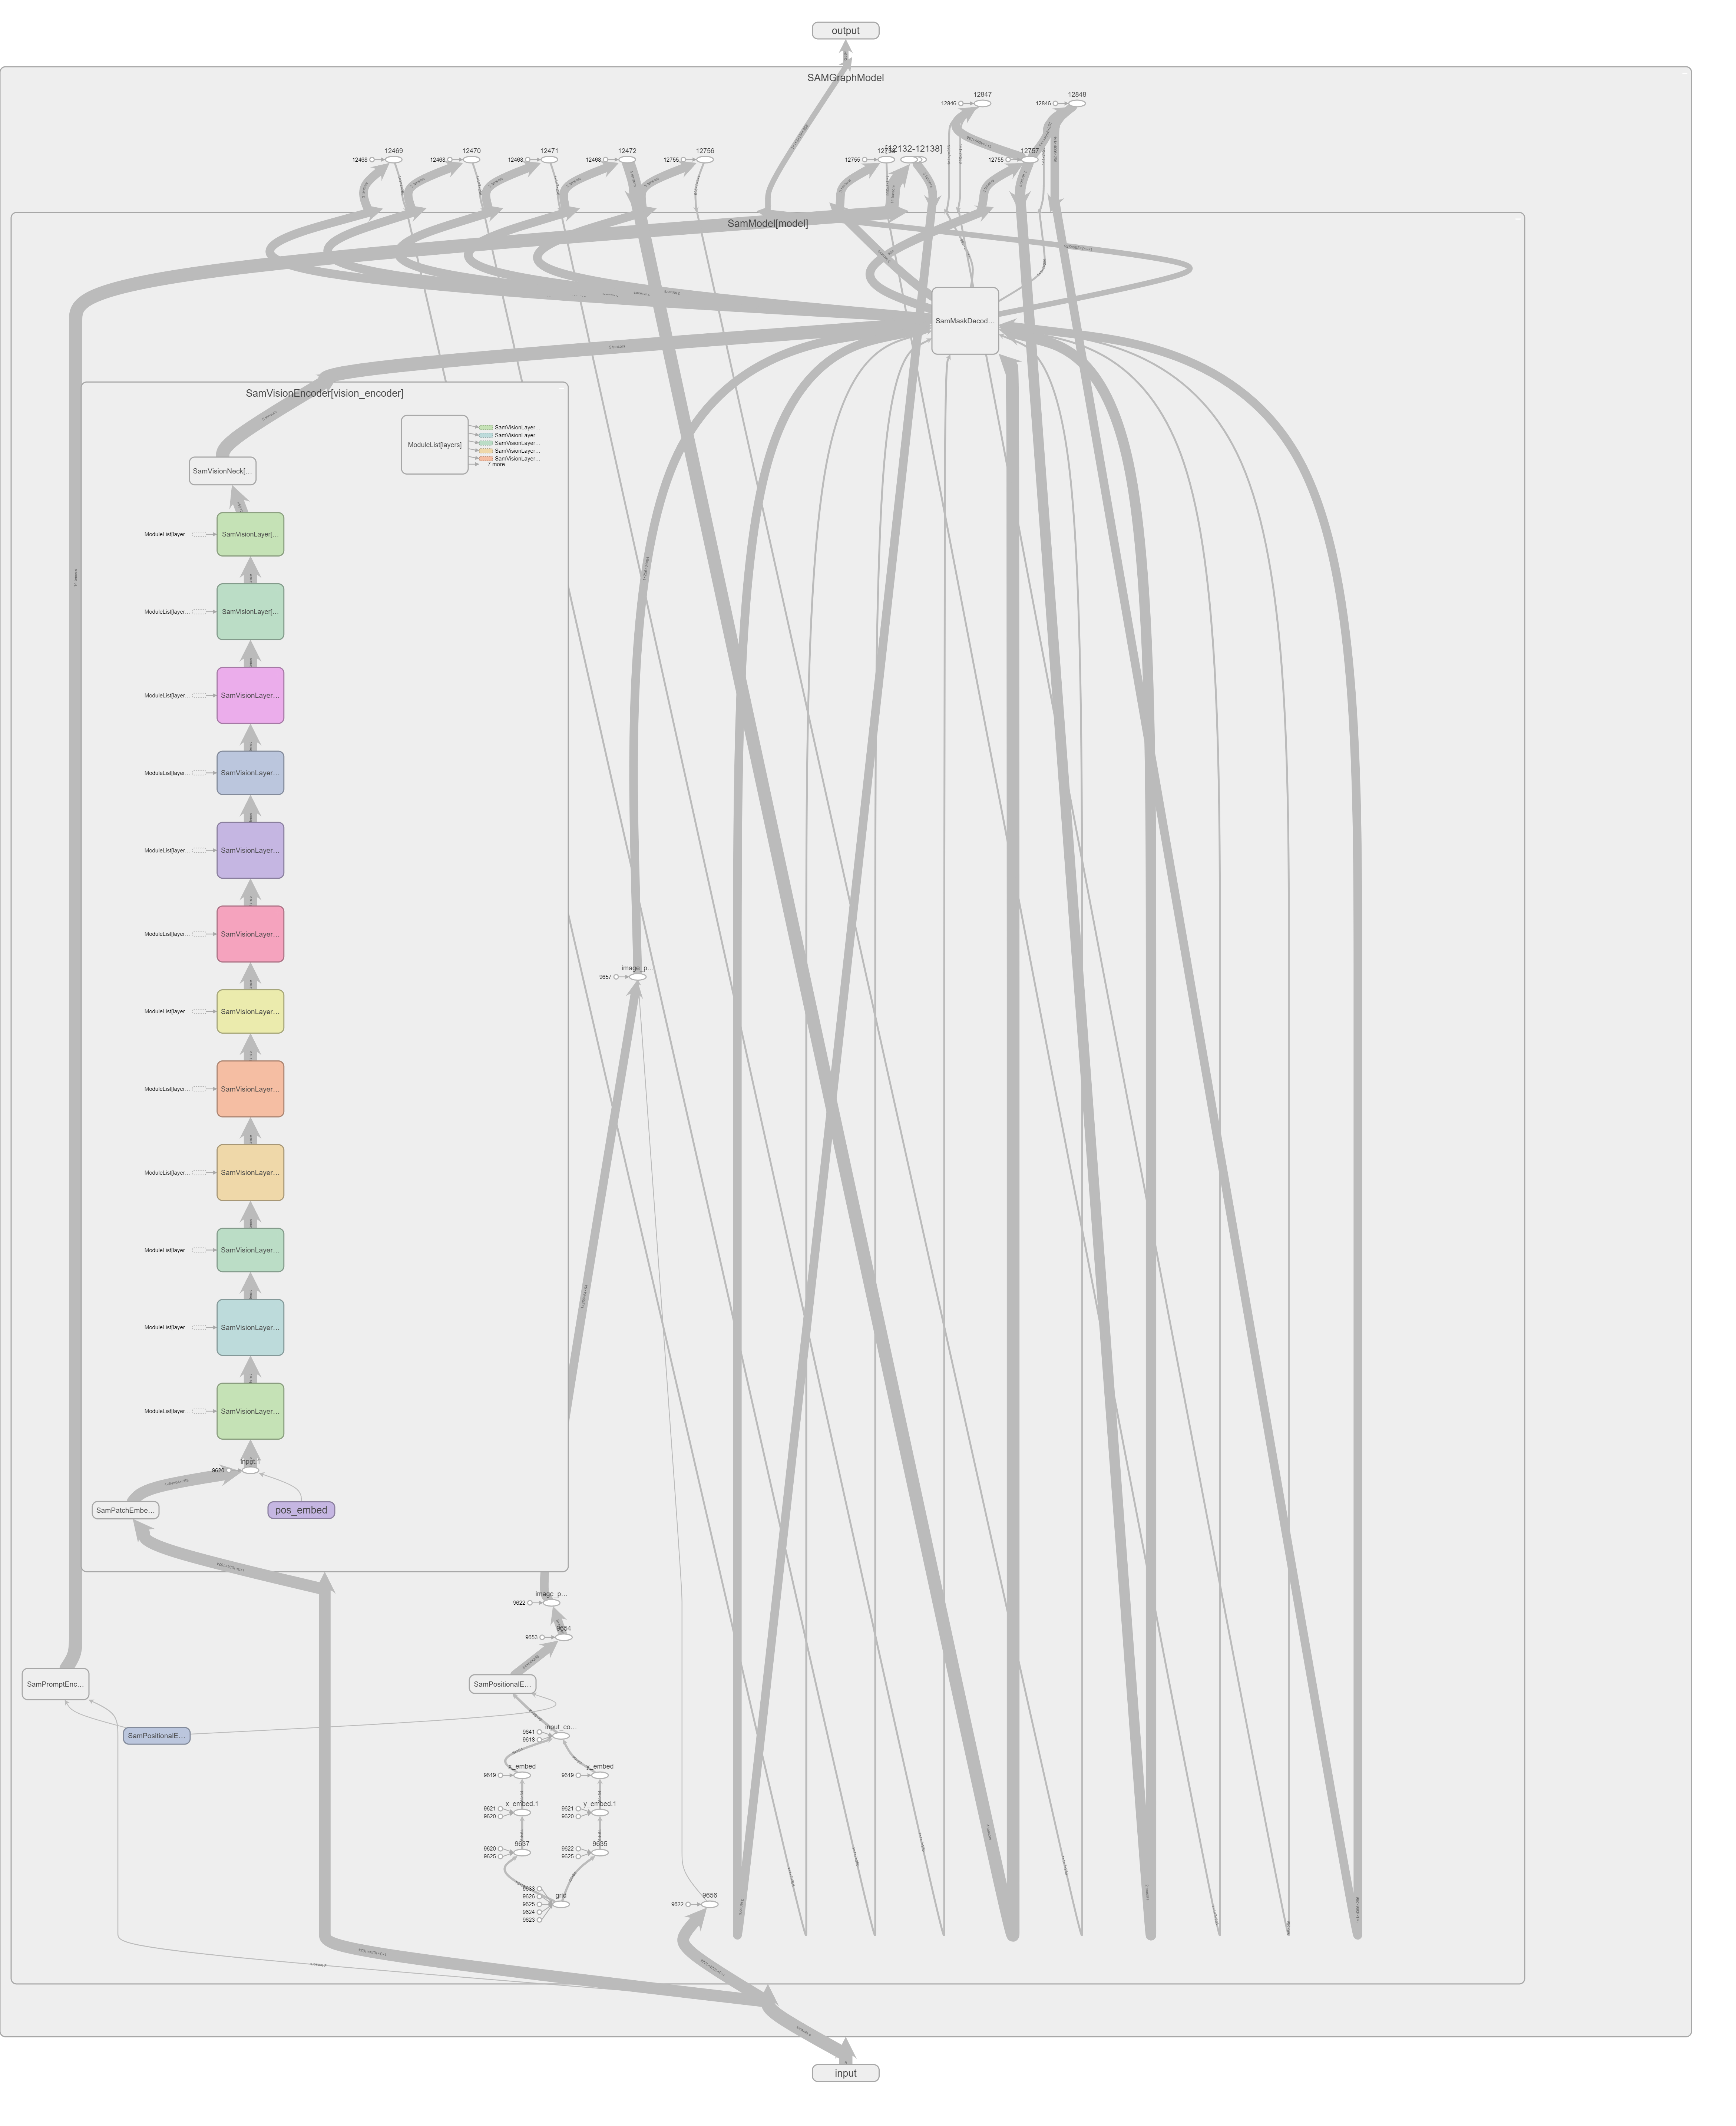 output
SAMGraphModel
12847
12848
12846
12846
12469
12470
12471
12472
12756
[12132-12138]
12757
12468
12468
12468
12468
12755
12755
12755
SamModel[model]
SamMaskDecod...
SamVisionEncoder[vision_encoder]
ModuleList[layers]
SamVisionLayer...
SamVisionLayer...
SamVisionLayer...
SamVisionLayer...
SamVisionLayer...
... 7 more
SamVisionNeck[...
ModuleList[layer...
SamVisionLayer[...
ModuleList[layer...
SamVisionLayer[...
ModuleList[layer...
SamVisionLayer...
ModuleList[layer...
SamVisionLayer...
ModuleList[layer...
SamVisionLayer...
ModuleList[layer...
SamVisionLayer...
image_p...
9657
ModuleList[layer...
SamVisionLayer...
ModuleList[layer...
SamVisionLayer...
ModuleList[layer...
SamVisionLayer...
ModuleList[layer...
SamVisionLayer...
ModuleList[layer...
SamVisionLayer...
ModuleList[layer...
SamVisionLayer...
input.1
9620
SamPatchEmbe...
pos_embed
image_p...
9622
9654
9653
SamPromptEnc...
SamPositionalE...
SamPositionalE...
input_co...
9641
9618
x_embed
y_embed
9619
9619
x_embed.1
y_embed.1
9621
9620
9621
9620
9637
9635
9620
9625
9622
9625
grid
9633
9626
9625
9624
9623
9656
9622
input